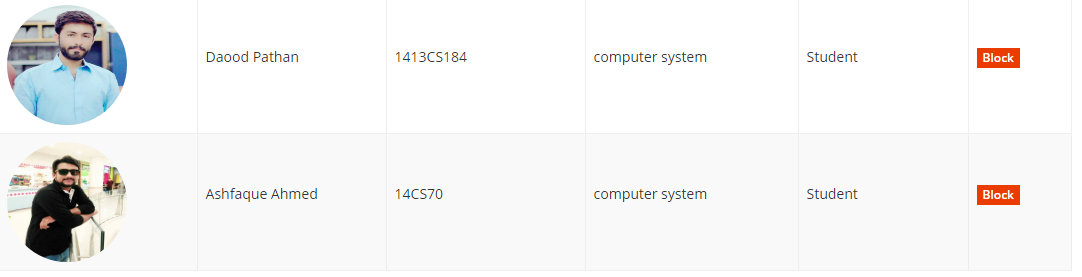 Daood Pathan 1413CS184 computer system Student Block
Ashfaque Ahmed 14CS70 computer system Student Block